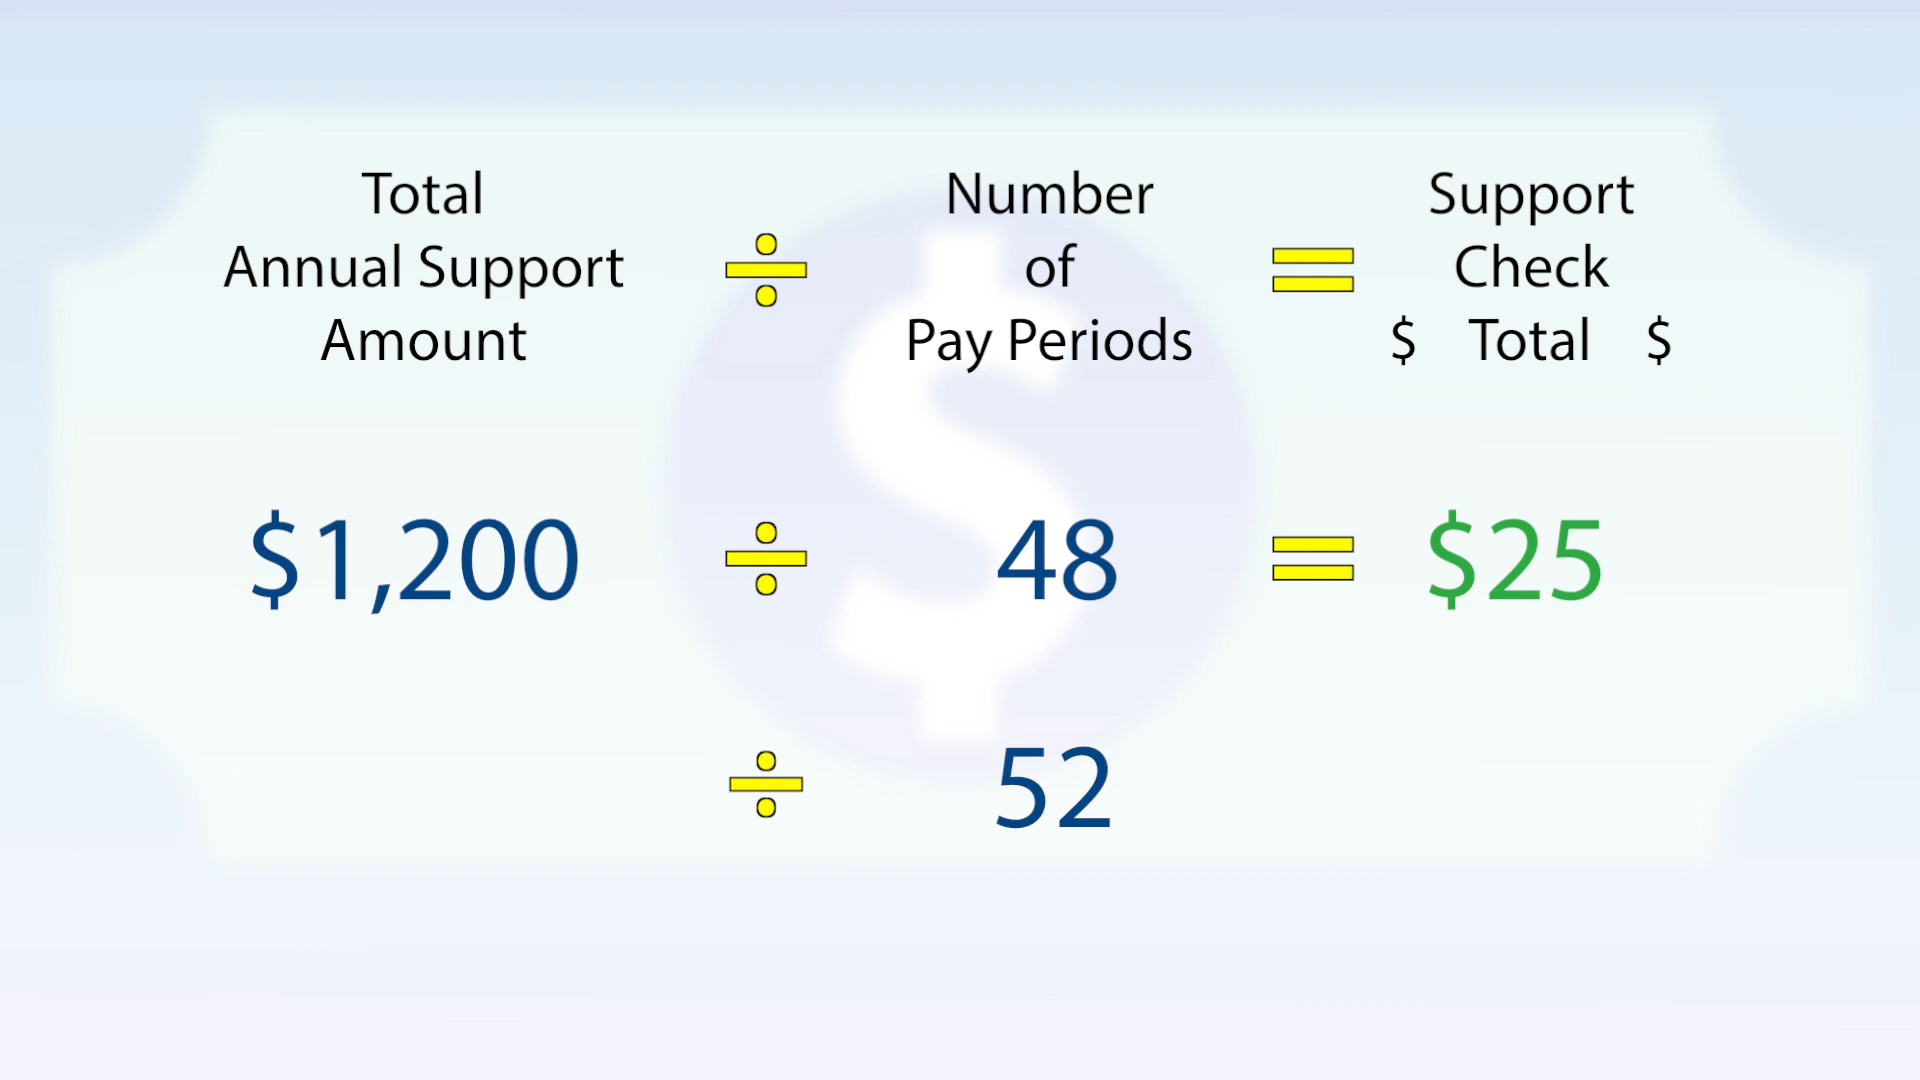 Total
Annual Support
Amount
÷
Number
of
Pay Periods
=
Support
Check
$ Total $
$1,200 ÷ 48 = $25
÷ 52